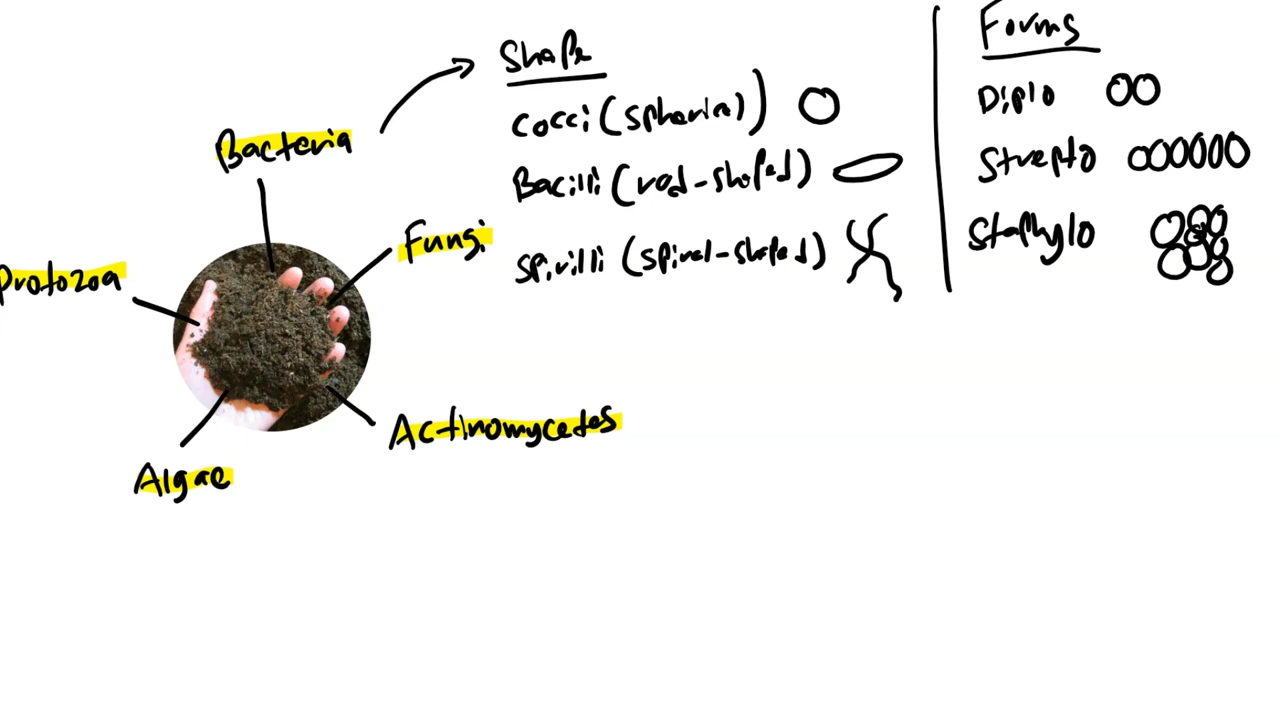 Bacteria
Fungi
Protozoa
Actinomycetes
Algae
Shape
Cocci (spherical)
Bacilli (rod-shaped)
Spirilli (spiral-shaped)
Forms
Diplo
Strepto
Staphylo